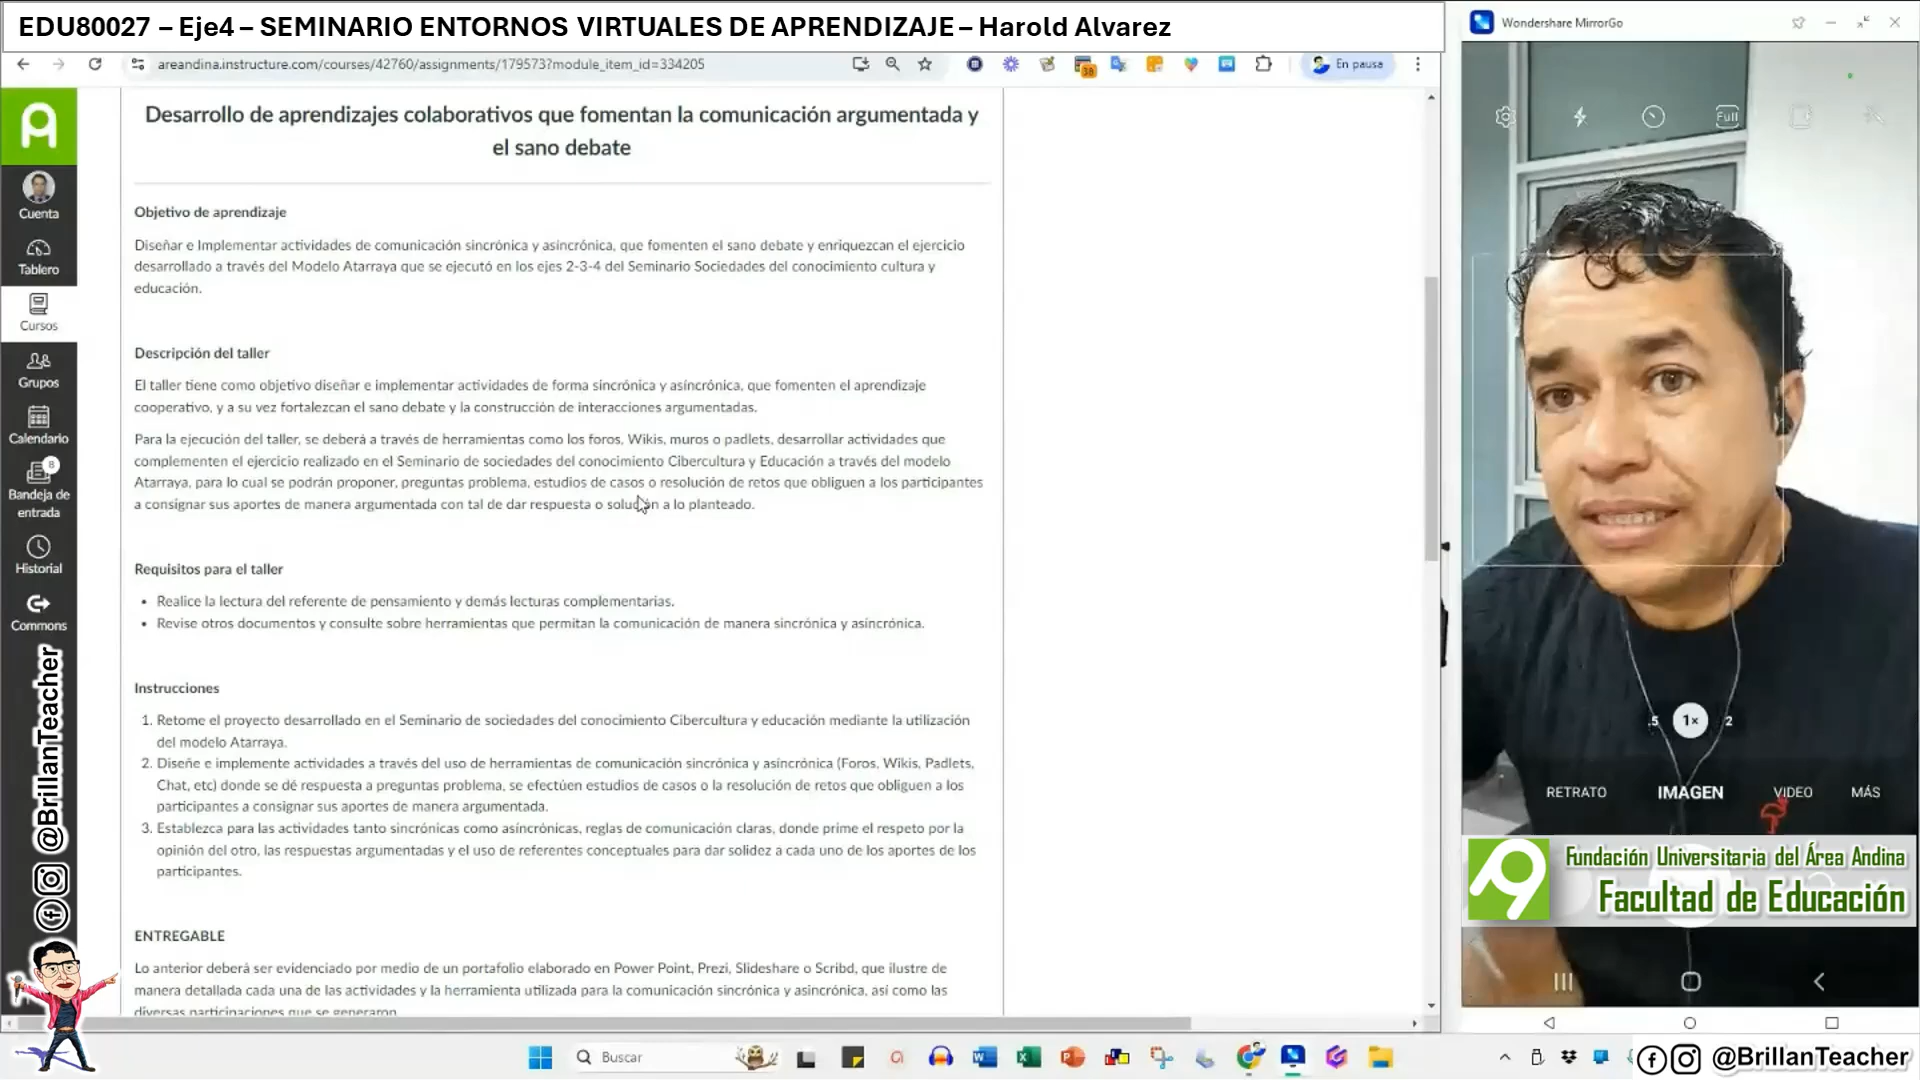 EDU80027 – Eje4 – SEMINARIO ENTORNOS VIRTUALES DE APRENDIZAJE – Harold Alvarez
Wondershare MirrorGo
areandina.instructure.com/courses/42760/assignments/179573?module_item_id=334205
38
En pausa
Cuenta
Tablero
Cursos
Grupos
Calendario
8
Bandeja de
entrada
Historial
Commons
@BrillanTeacher
Desarrollo de aprendizajes colaborativos que fomentan la comunicación argumentada y
el sano debate
Objetivo de aprendizaje
Diseñar e Implementar actividades de comunicación sincrónica y asincrónica, que fomenten el sano debate y enriquezcan el ejercicio
desarrollado a través del Modelo Atarraya que se ejecutó en los ejes 2-3-4 del Seminario Sociedades del conocimiento cultura y
educación.
Descripción del taller
El taller tiene como objetivo diseñar e implementar actividades de forma sincrónica y asíncrónica, que fomenten el aprendizaje
cooperativo, y a su vez fortalezcan el sano debate y la construcción de interacciones argumentadas.
Para la ejecución del taller, se deberá a través de herramientas como los foros, Wikis, muros o padlets, desarrollar actividades que
complementen el ejercicio realizado en el Seminario de sociedades del conocimiento Cibercultura y Educación a través del modelo
Atarraya, para lo cual se podrán proponer, preguntas problema, estudios de casos o resolución de retos que obliguen a los participantes
a consignar sus aportes de manera argumentada con tal de dar respuesta o solución a lo planteado.
Requisitos para el taller
• Realice la lectura del referente de pensamiento y demás lecturas complementarias.
• Revise otros documentos y consulte sobre herramientas que permitan la comunicación de manera sincrónica y asíncrónica.
Instrucciones
1. Retome el proyecto desarrollado en el Seminario de sociedades del conocimiento Cibercultura y educación mediante la utilización
del modelo Atarraya.
2. Diseñe e implemente actividades a través del uso de herramientas de comunicación sincrónica y asíncrónica (Foros, Wikis, Padlets,
Chat, etc) donde se dé respuesta a preguntas problema, se efectúen estudios de casos o la resolución de retos que obliguen a los
participantes a consignar sus aportes de manera argumentada.
3. Establezca para las actividades tanto sincrónicas como asíncrónicas, reglas de comunicación claras, donde prime el respeto por la
opinión del otro, las respuestas argumentadas y el uso de referentes conceptuales para dar solidez a cada uno de los aportes de los
participantes.
ENTREGABLE
Lo anterior deberá ser evidenciado por medio de un portafolio elaborado en Power Point, Prezi, Slideshare o Scribd, que ilustre de
manera detallada cada una de las actividades y la herramienta utilizada para la comunicación sincrónica y asincrónica, así como las
diversas participaciones que se generaron
Full
.5 1× 2
RETRATO IMAGEN VIDEO MÁS
Fundación Universitaria del Área Andina
Facultad de Educación
Buscar
@BrillanTeacher